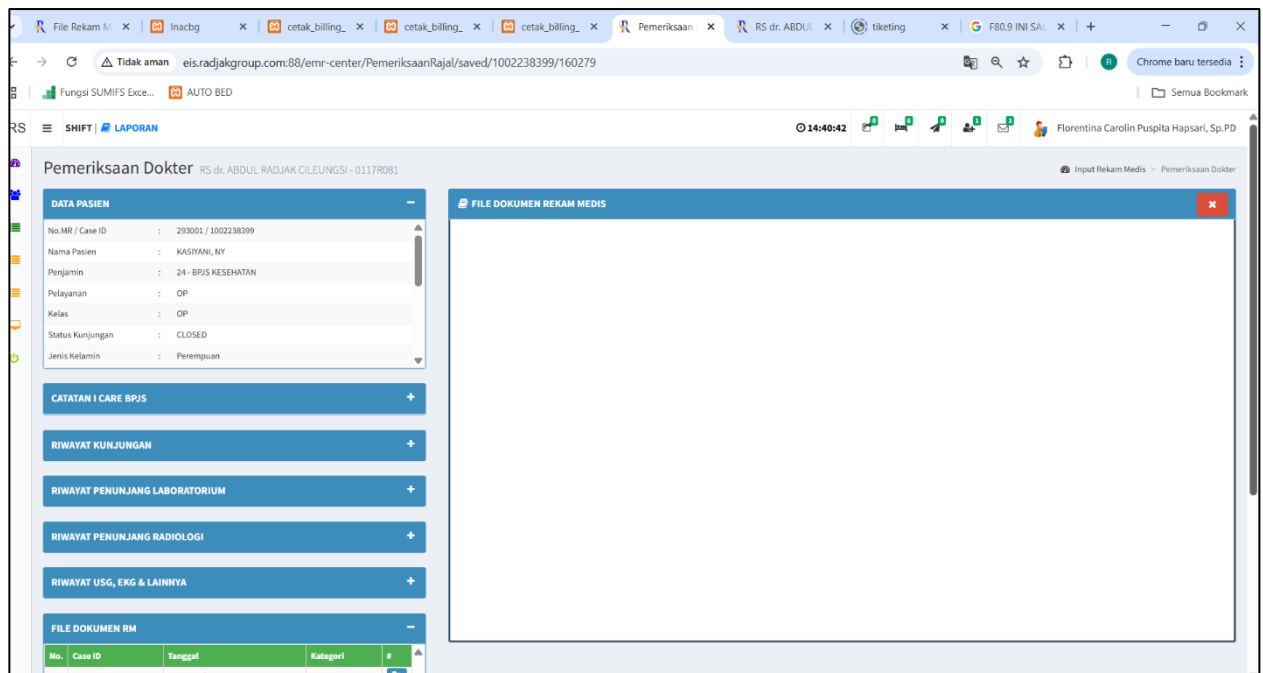 File Rekam M
Inacbg
cetak_billing_
cetak_billing_
cetak_billing_
Pemeriksaan
RS dr. ABDUL
tiketing
F80.9 INI SAL
Tidak aman
eis.radjakgroup.com:88/emr-center/PemeriksaanRajal/saved/1002238399/160279
R
Chrome baru tersedia
Fungsi SUMIFS Exce...
AUTO BED
Semua Bookmark
RS
SHIFT | LAPORAN
14:40:42
0
6
0
1
1
Florentina Carolin Puspita Hapsari, Sp.PD
Pemeriksaan Dokter RS dr. ABDUL RADJAK CILEUNGSI - 0117R081
Input Rekam Medis > Pemeriksaan Dokter
DATA PASIEN
No.MR / Case ID : 293001 / 1002238399
Nama Pasien : KASIYANI, NY
Penjamin : 24 - BPJS KESEHATAN
Pelayanan : OP
Kelas : OP
Status Kunjungan : CLOSED
Jenis Kelamin : Perempuan
CATATAN I CARE BPJS
RIWAYAT KUNJUNGAN
RIWAYAT PENUNJANG LABORATORIUM
RIWAYAT PENUNJANG RADIOLOGI
RIWAYAT USG, EKG & LAINNYA
FILE DOKUMEN RM
No. Case ID Tanggal Kategori #
FILE DOKUMEN REKAM MEDIS